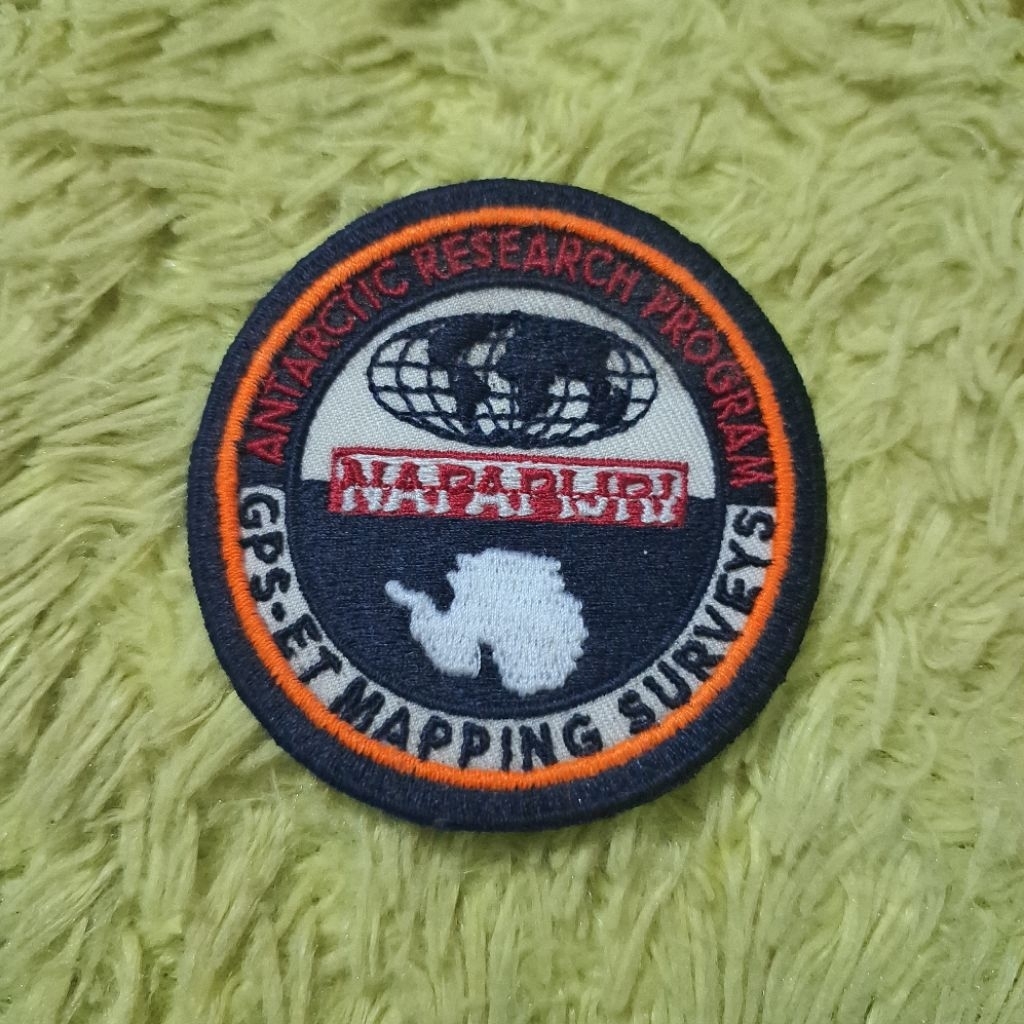 ANTARCTIC RESEARCH PROGRAM
NAPAPIJRI
GPS·ET MAPPING SURVEYS